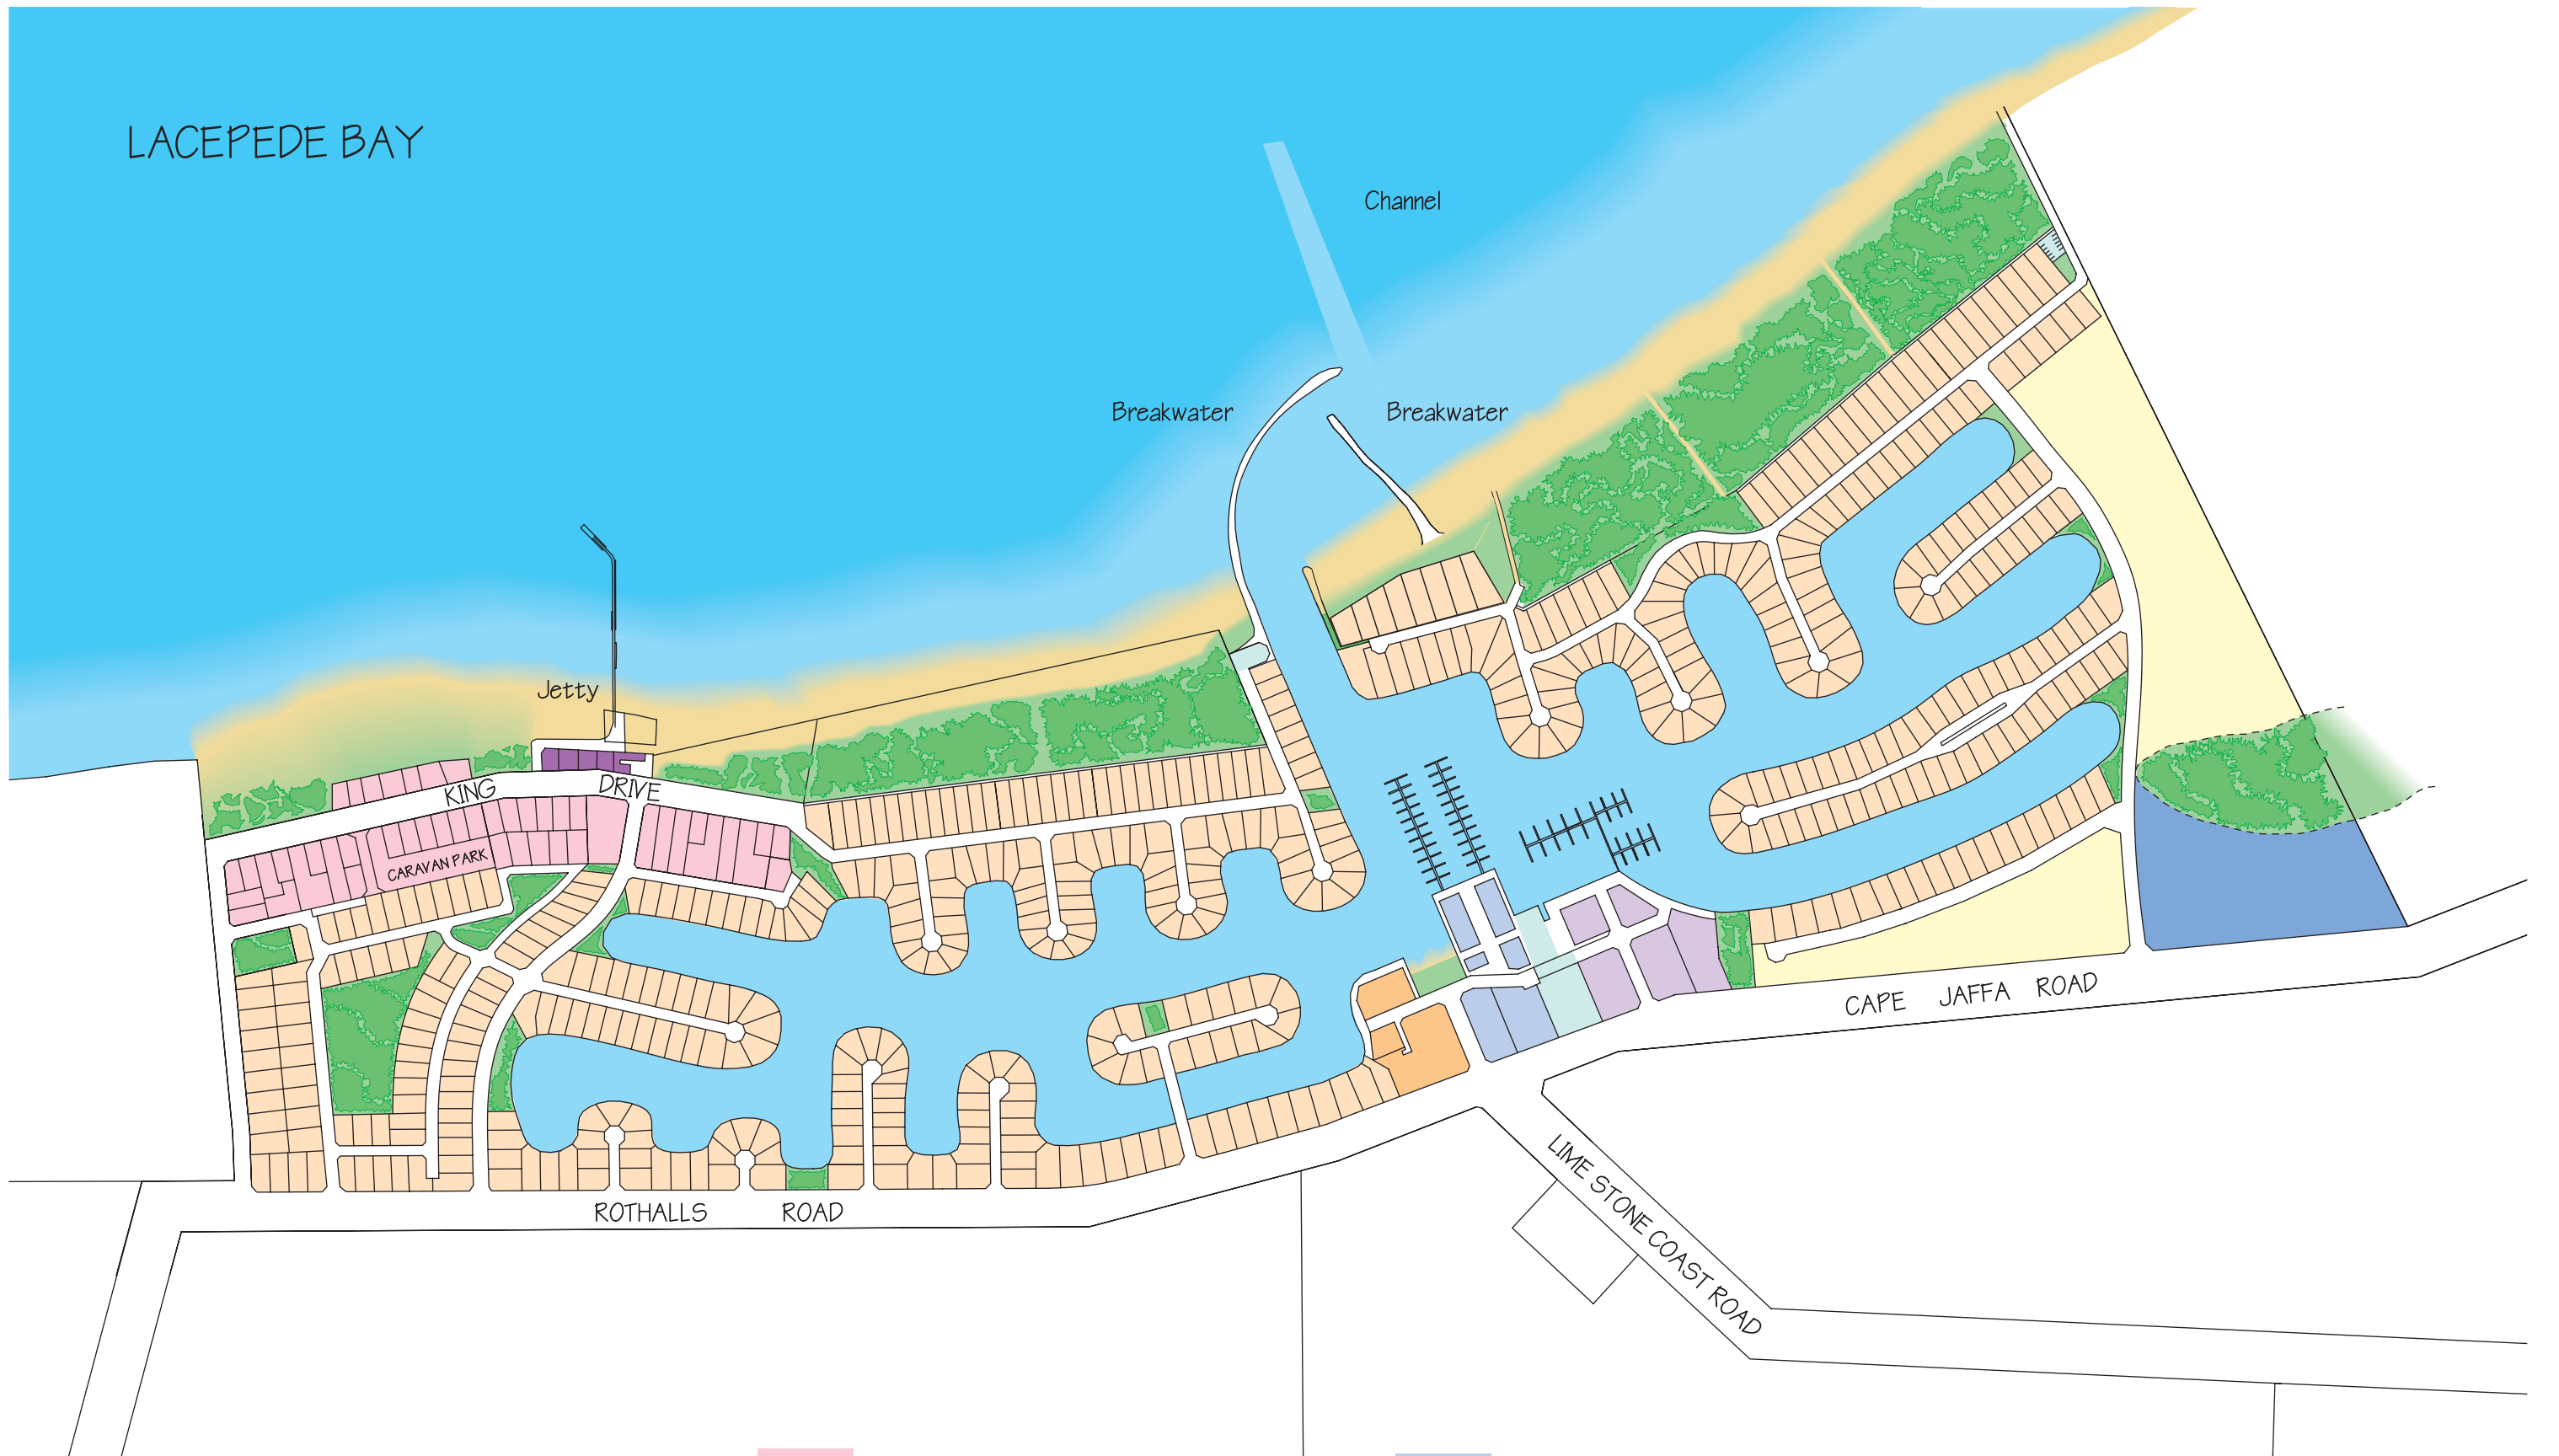 LACEPEDE BAY
Channel
Breakwater
Breakwater
Jetty
KING DRIVE
CARAVAN PARK
CAPE JAFFA ROAD
LIME STONE COAST ROAD
ROTHALLS ROAD